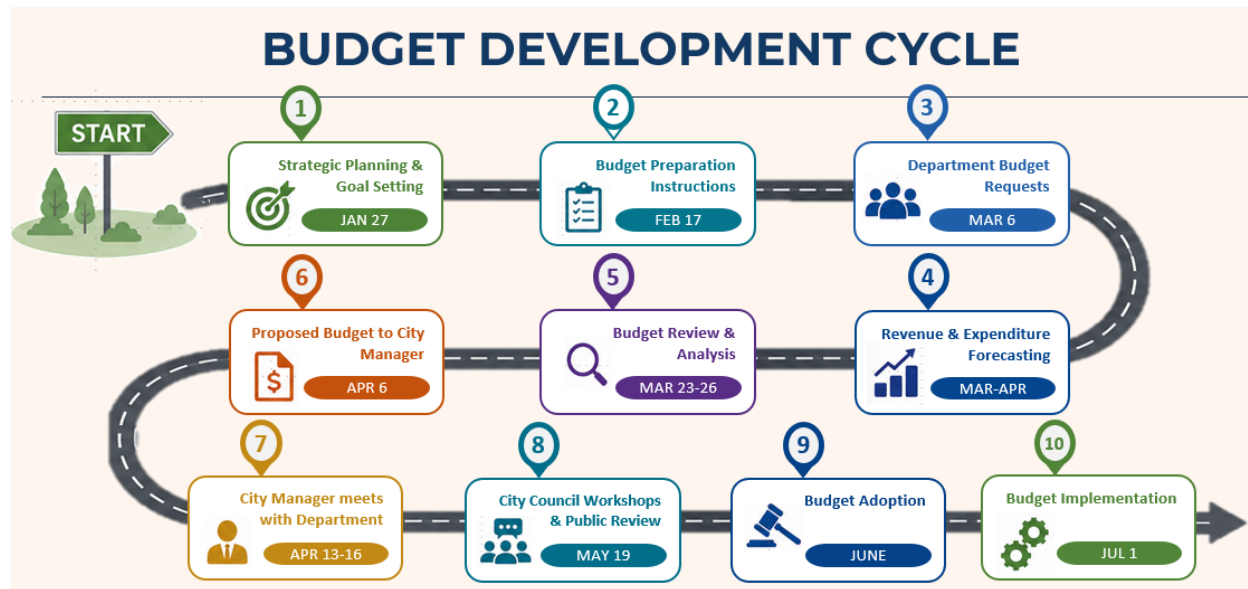 BUDGET DEVELOPMENT CYCLE
START
1
Strategic Planning &
Goal Setting
JAN 27
2
Budget Preparation
Instructions
FEB 17
3
Department Budget
Requests
MAR 6
4
Revenue & Expenditure
Forecasting
MAR-APR
5
Budget Review &
Analysis
MAR 23-26
6
Proposed Budget to City
Manager
$
APR 6
7
City Manager meets
with Department
APR 13-16
8
City Council Workshops
& Public Review
MAY 19
9
Budget Adoption
JUNE
10
Budget Implementation
JUL 1